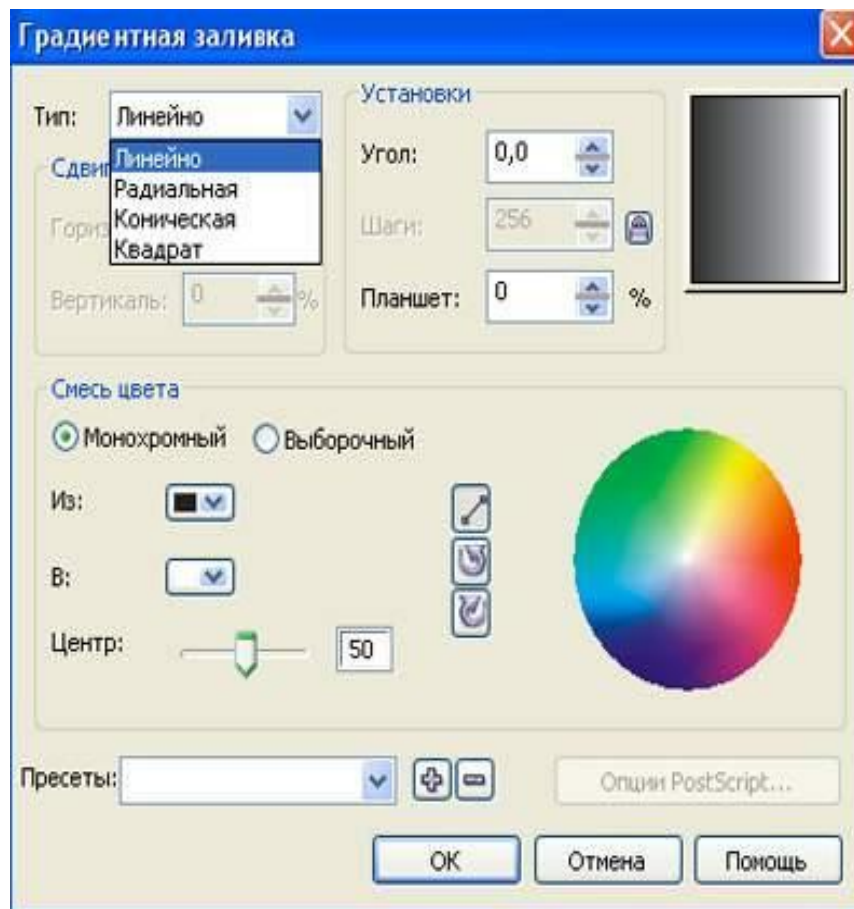 Градиентная заливка
Тип: Линейно
Линейно
Радиальная
Коническая
Квадрат
Сдвиг
Гориз
Вертикаль: 0 %
Установки
Угол: 0,0
Шаги: 256
Планшет: 0 %
Смесь цвета
Монохромный Выборочный
Из:
В:
Центр: 50
Пресеты:
Опции PostScript...
OK Отмена Помощь